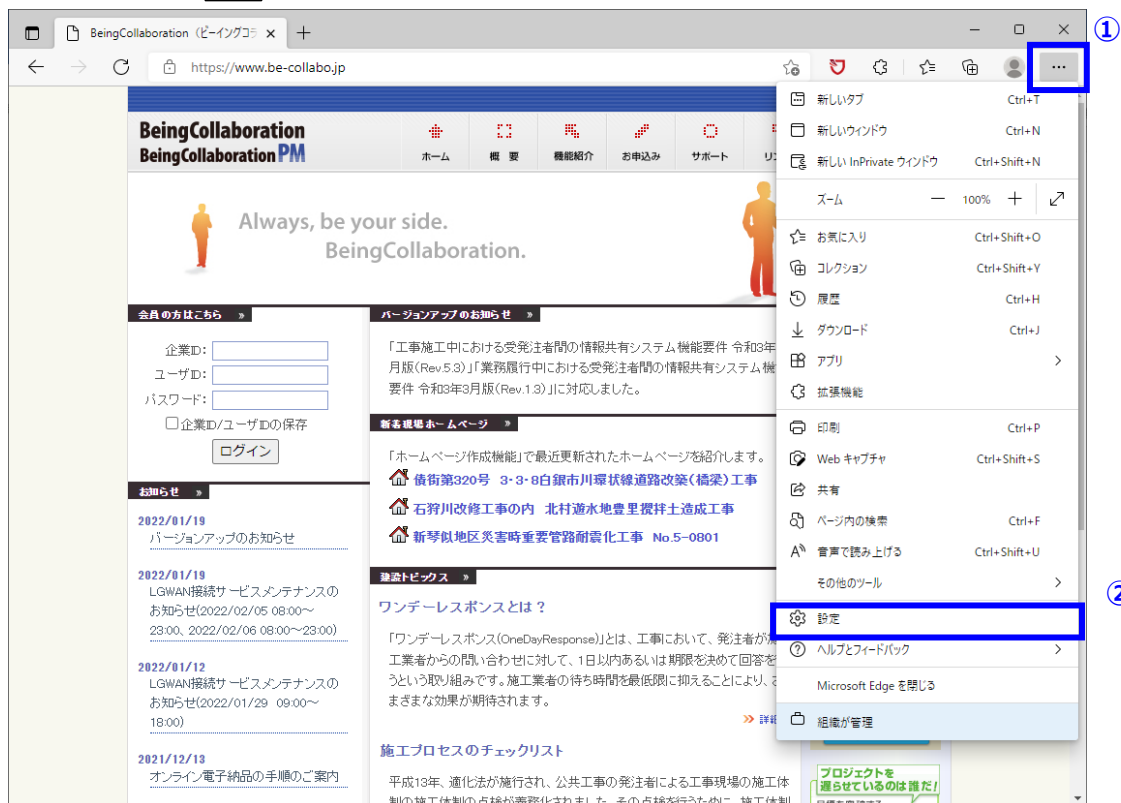 BeingCollaboration (ビーイングコラ
①
https://www.be-collabo.jp
BeingCollaboration
BeingCollaboration PM
ホーム
概 要
機能紹介
お申込み
サポート
Always, be your side.
BeingCollaboration.
会員の方はこちら »
企業ID:
ユーザID:
パスワード:
企業ID/ユーザIDの保存
ログイン
お知らせ »
2022/01/19
バージョンアップのお知らせ
2022/01/19
LGWAN接続サービスメンテナンスの
お知らせ(2022/02/05 08:00～
23:00、2022/02/06 08:00～23:00)
2022/01/12
LGWAN接続サービスメンテナンスの
お知らせ(2022/01/29 09:00～
18:00)
2021/12/13
オンライン電子納品の手順のご案内
バージョンアップのお知らせ »
「工事施工中における受発注者間の情報共有システム機能要件 令和3年
月版(Rev.5.3)」「業務履行中における受発注者間の情報共有システム機
要件 令和3年3月版(Rev.1.3)」に対応しました。
新着現場ホームページ »
「ホームページ作成機能」で最近更新されたホームページを紹介します。
債街第320号 3・3・8白銀市川環状線道路改築(橋梁)工事
石狩川改修工事の内 北村遊水地豊里攪拌土造成工事
新琴似地区災害時重要管路耐震化工事 No.5-0801
建設トピックス »
ワンデーレスポンスとは？
「ワンデーレスポンス(OneDayResponse)」とは、工事において、発注者が
工業者からの問い合わせに対して、1日以内あるいは期限を決めて回答を
うという取り組みです。施工業者の待ち時間を最低限に抑えることにより、
まざまな効果が期待されます。
施工プロセスのチェックリスト
平成13年、適化法が施行され、公共工事の発注者による工事現場の施工体
制の施工体制の点検が義務化されました。その点検を行うために、施工体制
新しいタブ Ctrl+T
新しいウィンドウ Ctrl+N
新しい InPrivate ウィンドウ Ctrl+Shift+N
ズーム — 100% +
お気に入り Ctrl+Shift+O
コレクション Ctrl+Shift+Y
履歴 Ctrl+H
ダウンロード Ctrl+J
アプリ
拡張機能
印刷 Ctrl+P
Web キャプチャ Ctrl+Shift+S
共有
ページ内の検索 Ctrl+F
音声で読み上げる Ctrl+Shift+U
その他のツール
②
設定
ヘルプとフィードバック
Microsoft Edge を閉じる
組織が管理
プロジェクトを
遅らせているのは誰だ!